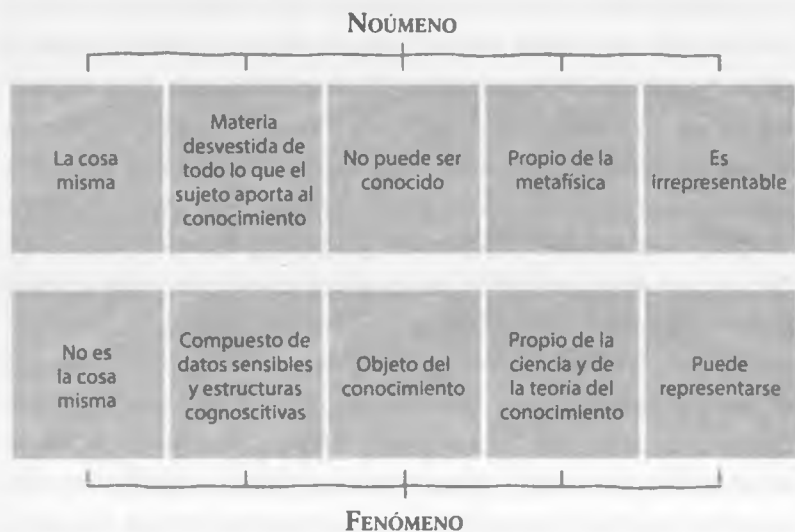 NOÚMENO
La cosa
misma
Materia
desvestida de
todo lo que el
sujeto aporta al
conocimiento
No puede ser
conocido
Propio de la
metafísica
Es
irrepresentable
No es
la cosa
misma
Compuesto de
datos sensibles
y estructuras
cognoscitivas
Objeto del
conocimiento
Propio de la
ciencia y de
la teoría del
conocimiento
Puede
representarse
FENÓMENO